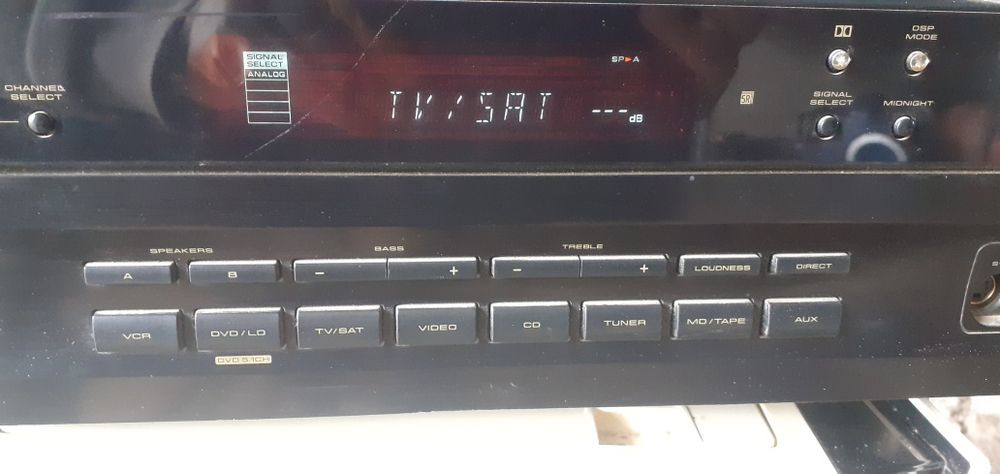 SIGNAL
SELECT
ANALOG
SP►A
DSP
MODE
CHANNEL
SELECT
TV/SAT ---dB
SIGNAL
SELECT
MIDNIGHT
SPEAKERS
BASS
TREBLE
A
B
–
+
–
+
LOUDNESS
DIRECT
VCR
DVD/LD
TV/SAT
VIDEO
CD
TUNER
MD/TAPE
AUX
DVD 5.1CH